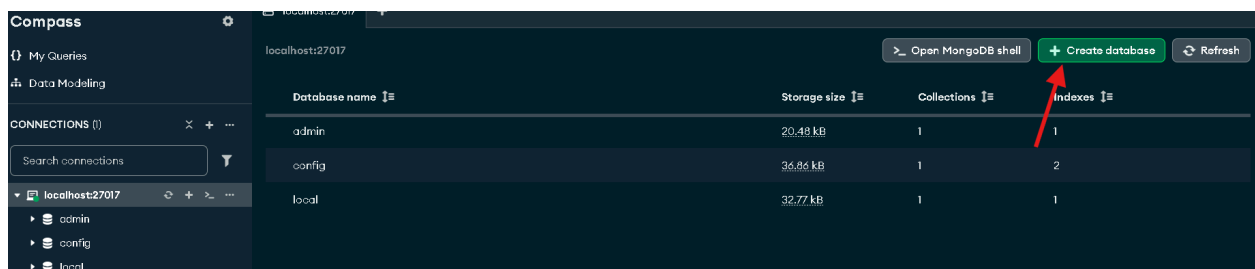 Compass
localhost:27017 +
{} My Queries
localhost:27017
>_ Open MongoDB shell + Create database Refresh
Data Modeling
Database name Storage size Collections Indexes
CONNECTIONS (1) + ...
admin 20.48 kB 1 1
Search connections
config 36.86 kB 1 2
localhost:27017 + >_ ...
local 32.77 kB 1 1
admin
config
local